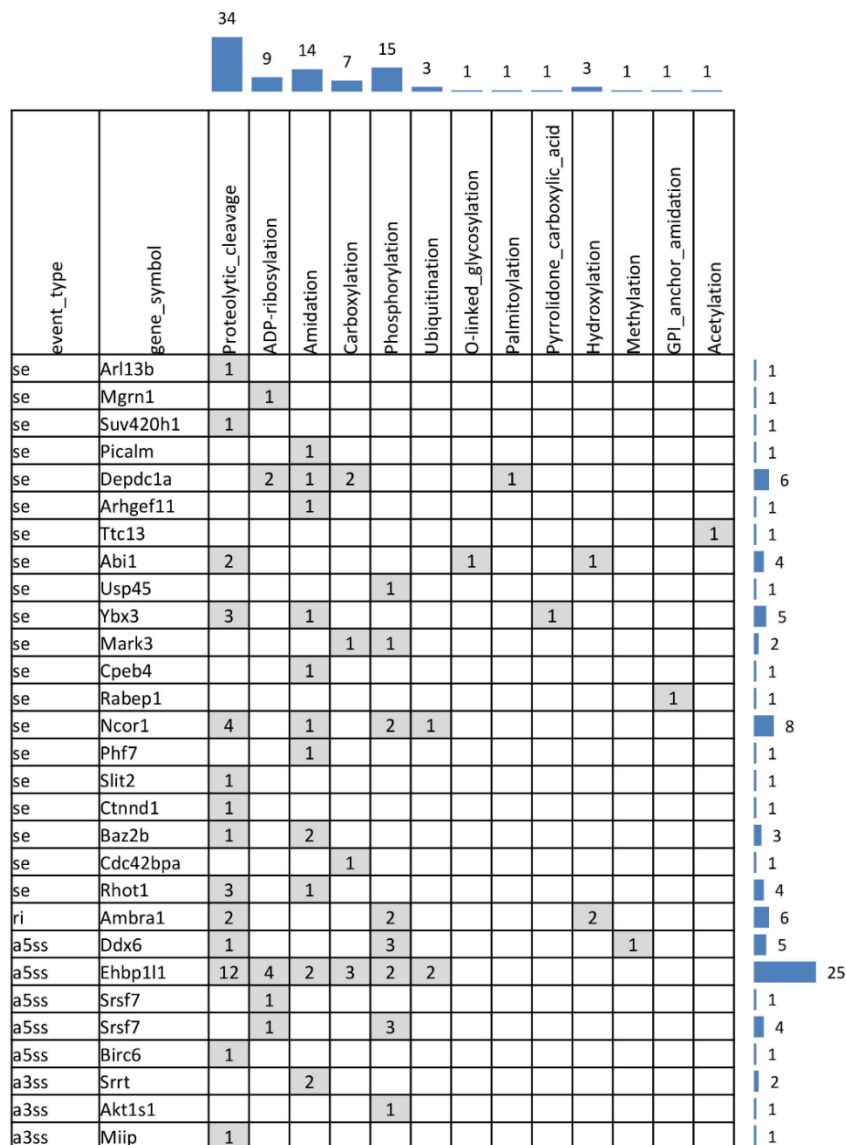 34 9 14 7 15 3 1 1 1 3 1 1 1
event_type gene_symbol Proteolytic_cleavage ADP-ribosylation Amidation Carboxylation Phosphorylation Ubiquitination O-linked_glycosylation Palmitoylation Pyrrolidone_carboxylic_acid Hydroxylation Methylation GPI_anchor_amidation Acetylation
se Arl13b 1 1
se Mgrn1 1 1
se Suv420h1 1 1
se Picalm 1 1
se Depdc1a 2 1 2 1 6
se Arhgef11 1 1
se Ttc13 1 1
se Abi1 2 1 1 4
se Usp45 1 1
se Ybx3 3 1 1 5
se Mark3 1 1 2
se Cpeb4 1 1
se Rabep1 1 1
se Ncor1 4 1 2 1 8
se Phf7 1 1
se Slit2 1 1
se Ctnnd1 1 1
se Baz2b 1 2 3
se Cdc42bpa 1 1
se Rhot1 3 1 4
ri Ambra1 2 2 2 6
a5ss Ddx6 1 3 1 5
a5ss Ehbp1l1 12 4 2 3 2 2 25
a5ss Srsf7 1 1
a5ss Srsf7 1 3 4
a5ss Birc6 1 1
a3ss Srrt 2 2
a3ss Akt1s1 1 1
a3ss Miip 1 1